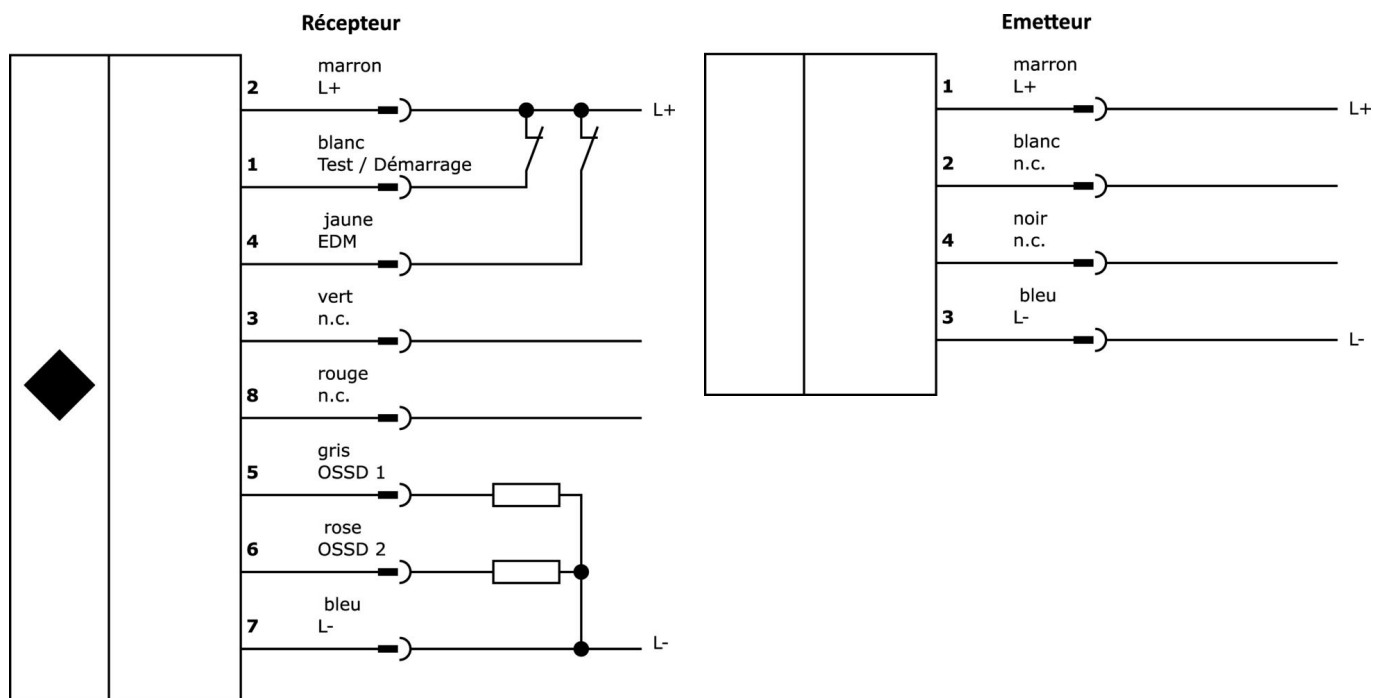 Récepteur
2
marron
L+
L+
1
blanc
Test / Démarrage
4
jaune
EDM
3
vert
n.c.
8
rouge
n.c.
5
gris
OSSD 1
6
rose
OSSD 2
7
bleu
L-
L-
Emetteur
1
marron
L+
L+
2
blanc
n.c.
4
noir
n.c.
3
bleu
L-
L-